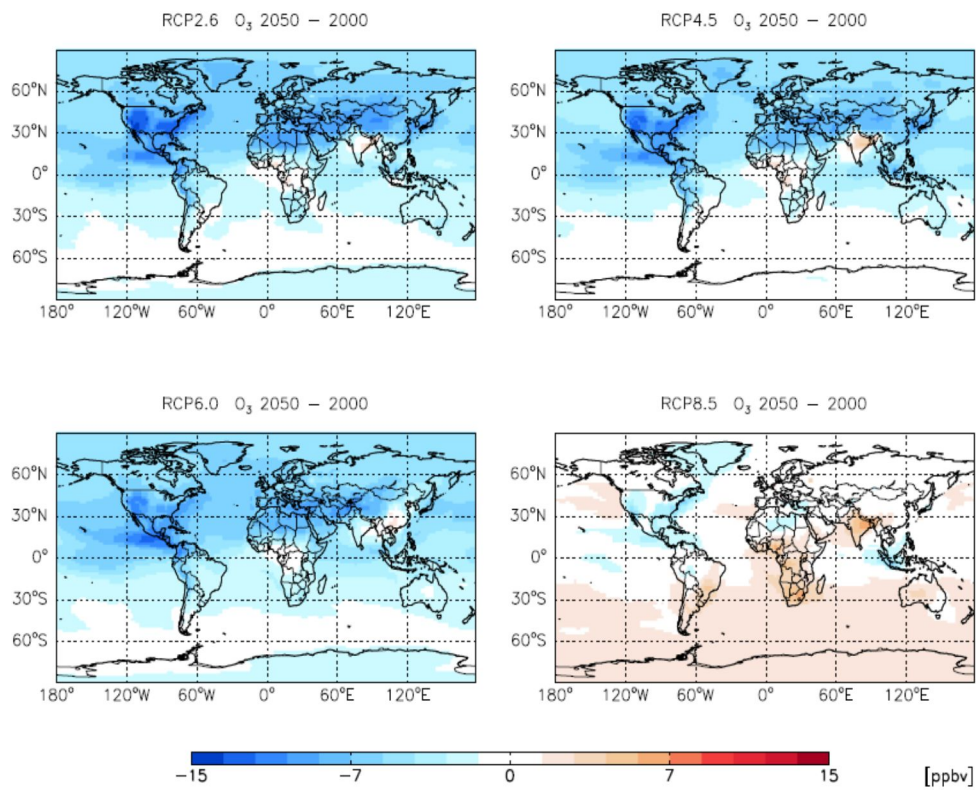 RCP2.6 O₃ 2050 − 2000
60°N
30°N
0°
30°S
60°S
180° 120°W 60°W 0° 60°E 120°E
RCP4.5 O₃ 2050 − 2000
60°N
30°N
0°
30°S
60°S
180° 120°W 60°W 0° 60°E 120°E
RCP6.0 O₃ 2050 − 2000
60°N
30°N
0°
30°S
60°S
180° 120°W 60°W 0° 60°E 120°E
RCP8.5 O₃ 2050 − 2000
60°N
30°N
0°
30°S
60°S
180° 120°W 60°W 0° 60°E 120°E
−15 −7 0 7 15 [ppbv]